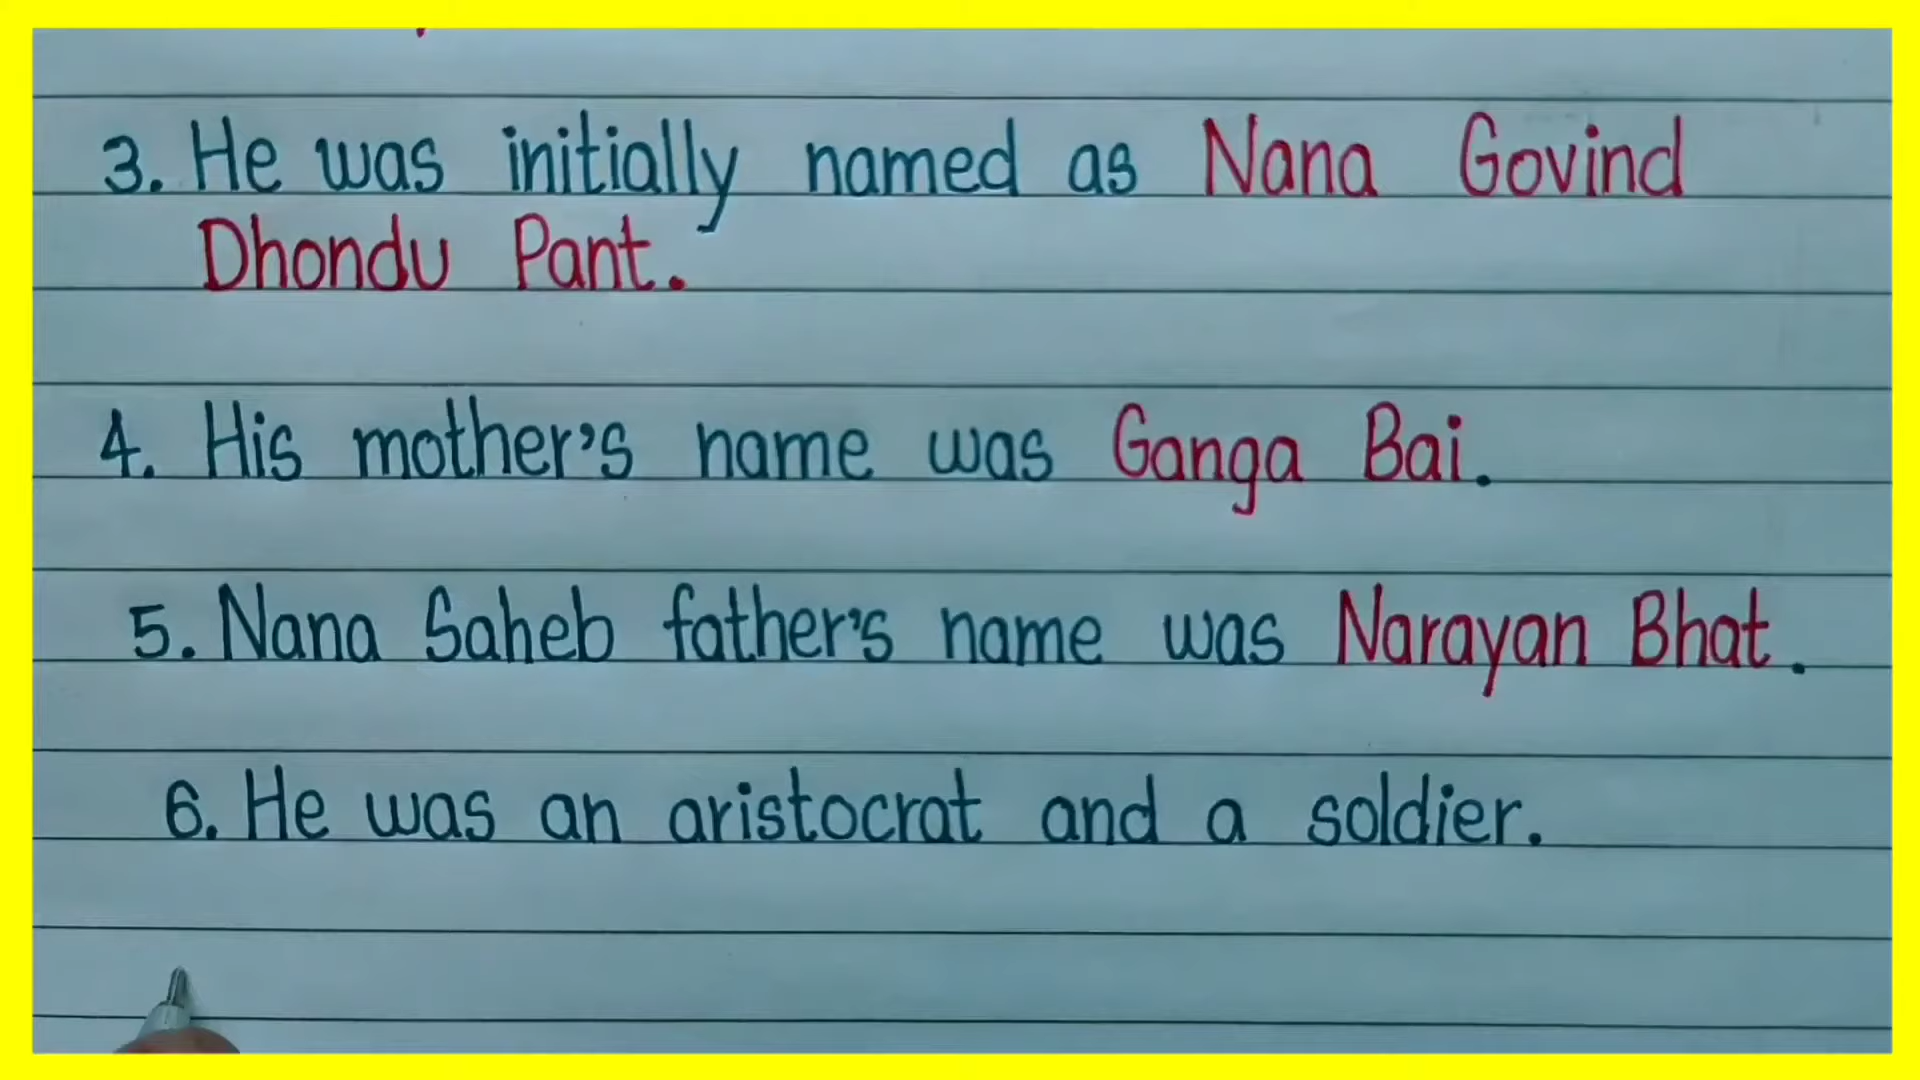 3. He was initially named as Nana Govind
Dhondu Pant.
4. His mother's name was Ganga Bai.
5. Nana Saheb father's name was Narayan Bhat.
6. He was an aristocrat and a soldier.